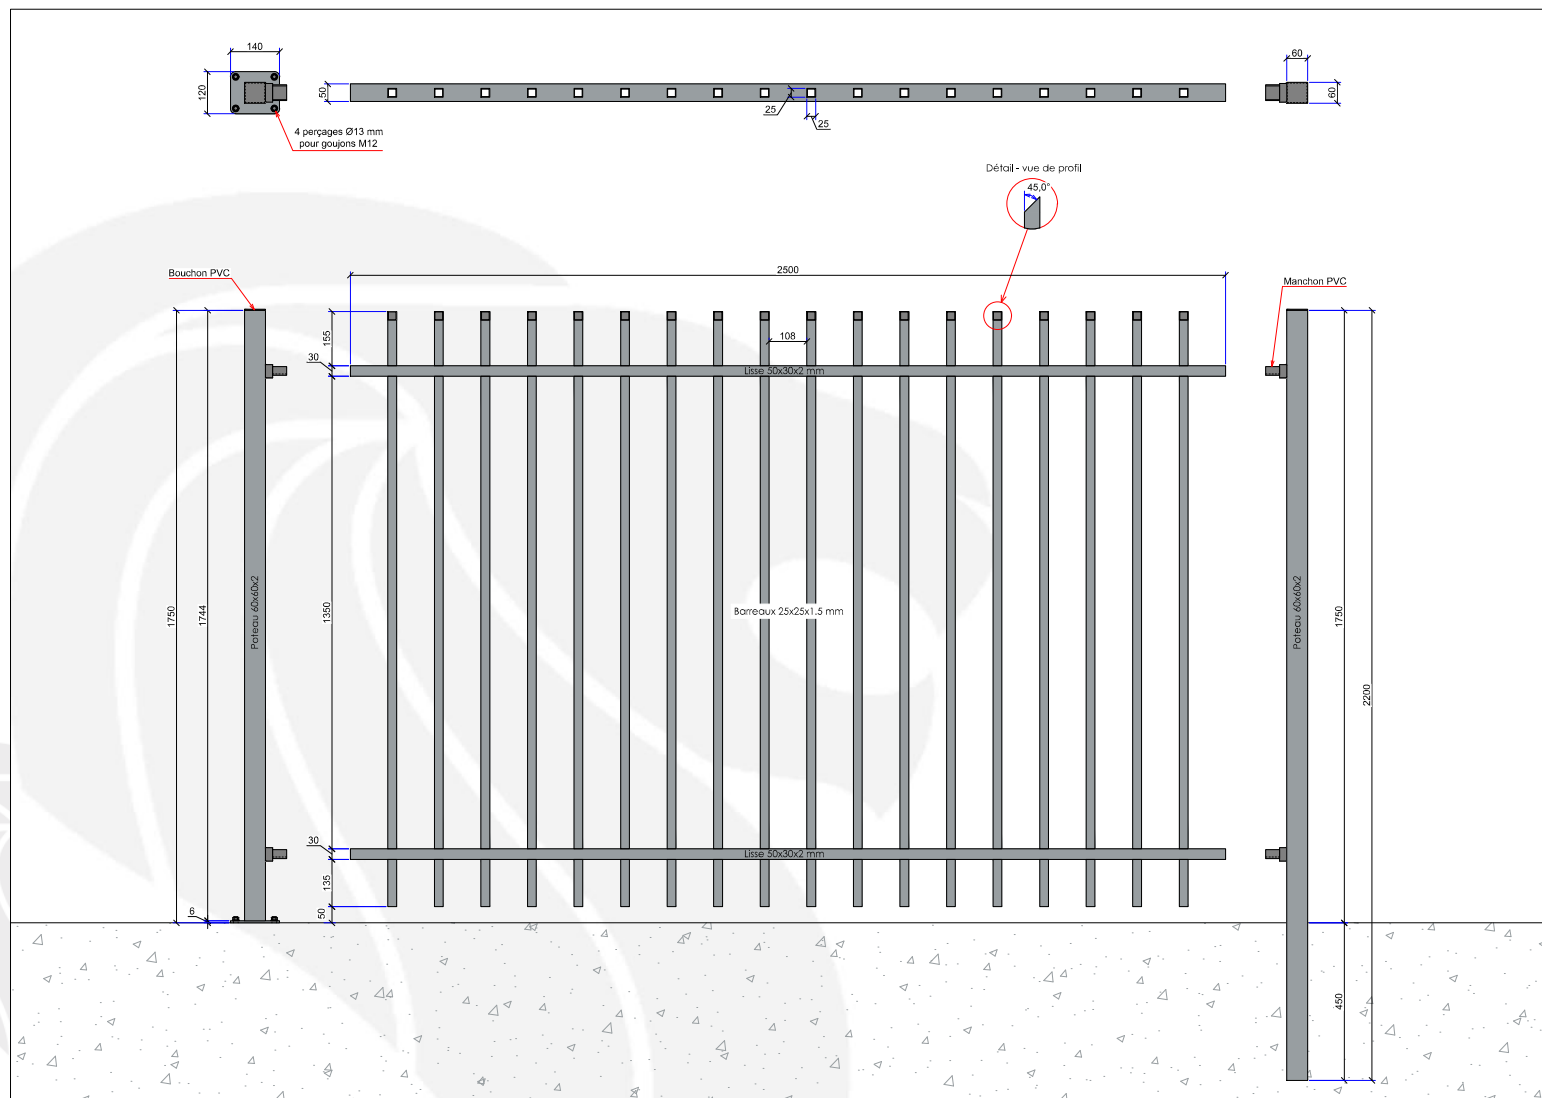 140
120
4 perçages Ø13 mm
pour goujons M12
50
25
25
60
60
Détail - vue de profil
45,0°
2500
Bouchon PVC
Manchon PVC
155
30
108
Lisse 50x30x2 mm
1750
1744
Poteau 60x60x2
1350
Barreaux 25x25x1.5 mm
Poteau 60x60x2
1750
2200
30
Lisse 50x30x2 mm
135
50
6
450